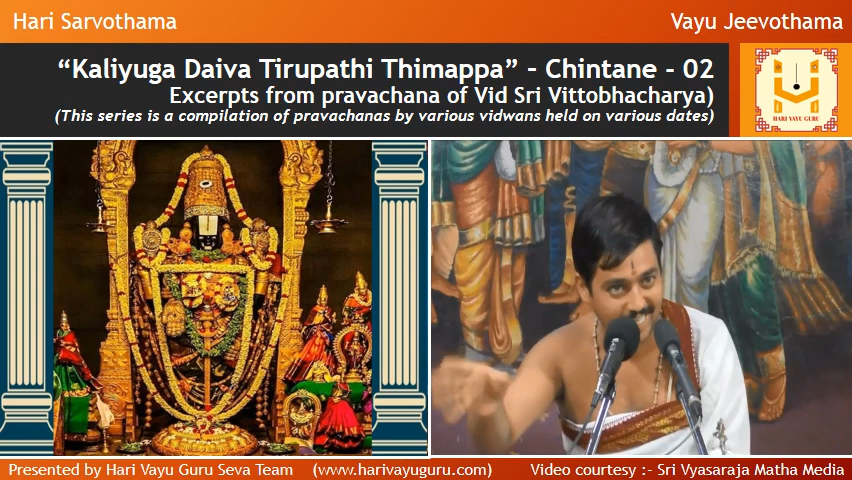 Hari Sarvothama
Vayu Jeevothama
“Kaliyuga Daiva Tirupathi Thimappa” – Chintane - 02
Excerpts from pravachana of Vid Sri Vittobhacharya)
(This series is a compilation of pravachanas by various vidwans held on various dates)
HARI VAYU GURU
Presented by Hari Vayu Guru Seva Team (www.harivayuguru.com)
Video courtesy :- Sri Vyasaraja Matha Media